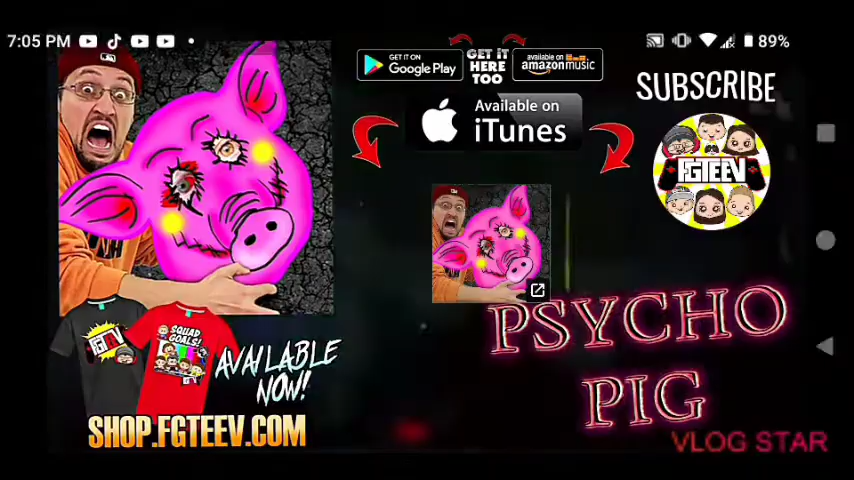 7:05 PM
89%
GET IT ON
Google Play
GET IT
HERE
TOO
available on
amazon music
Available on
iTunes
SUBSCRIBE
FGTEEV
PSYCHO
PIG
SQUAD
GOALS!
AVAILABLE
NOW!
SHOP.FGTEEV.COM
VLOG STAR